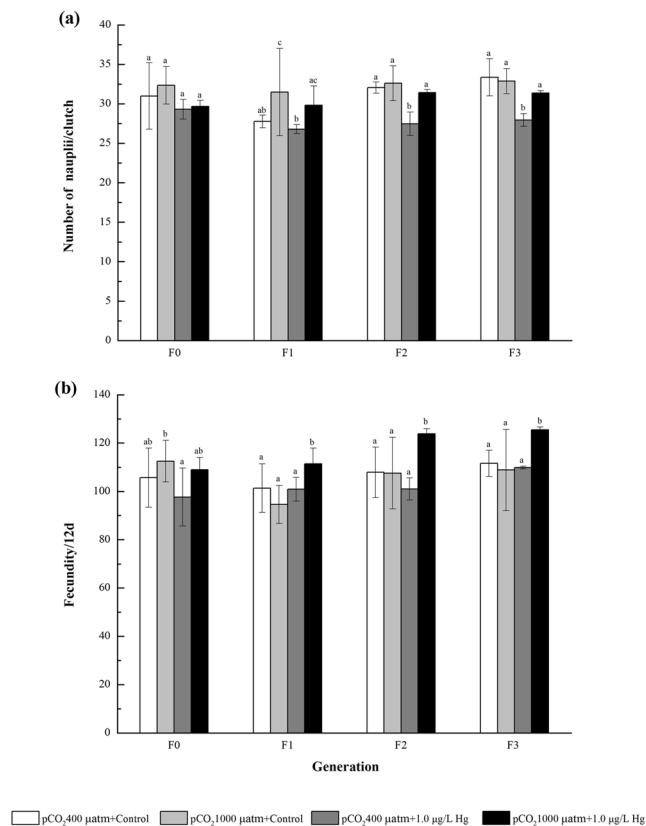 (a)
40
35
30
25
20
15
10
5
0
Number of nauplii/clutch
a a a a
ab c b ac
a a b a
a a b a
F0 F1 F2 F3
(b)
140
120
100
80
60
40
20
0
Fecundity/12d
ab b a ab
a a a b
a a a b
a a a b
F0 F1 F2 F3
Generation
pCO₂400 μatm+Control pCO₂1000 μatm+Control pCO₂400 μatm+1.0 μg/L Hg pCO₂1000 μatm+1.0 μg/L Hg